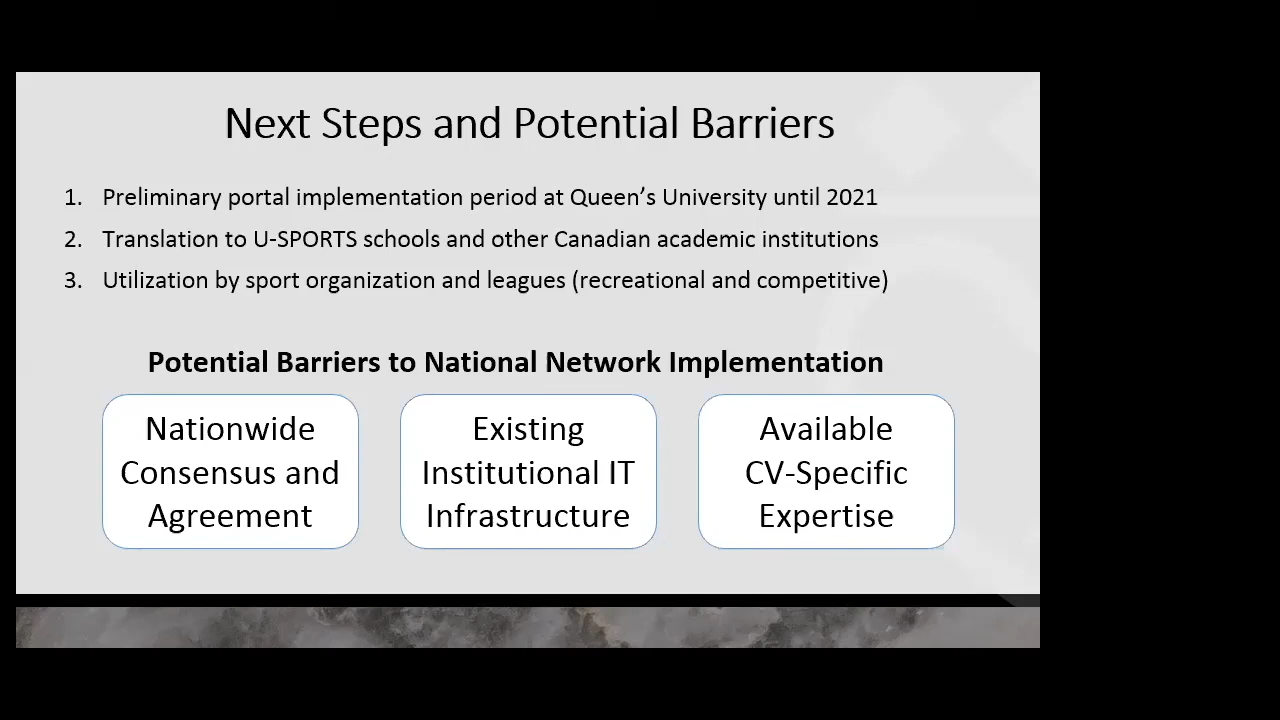 Next Steps and Potential Barriers
1. Preliminary portal implementation period at Queen’s University until 2021
2. Translation to U-SPORTS schools and other Canadian academic institutions
3. Utilization by sport organization and leagues (recreational and competitive)
Potential Barriers to National Network Implementation
Nationwide
Consensus and
Agreement
Existing
Institutional IT
Infrastructure
Available
CV-Specific
Expertise